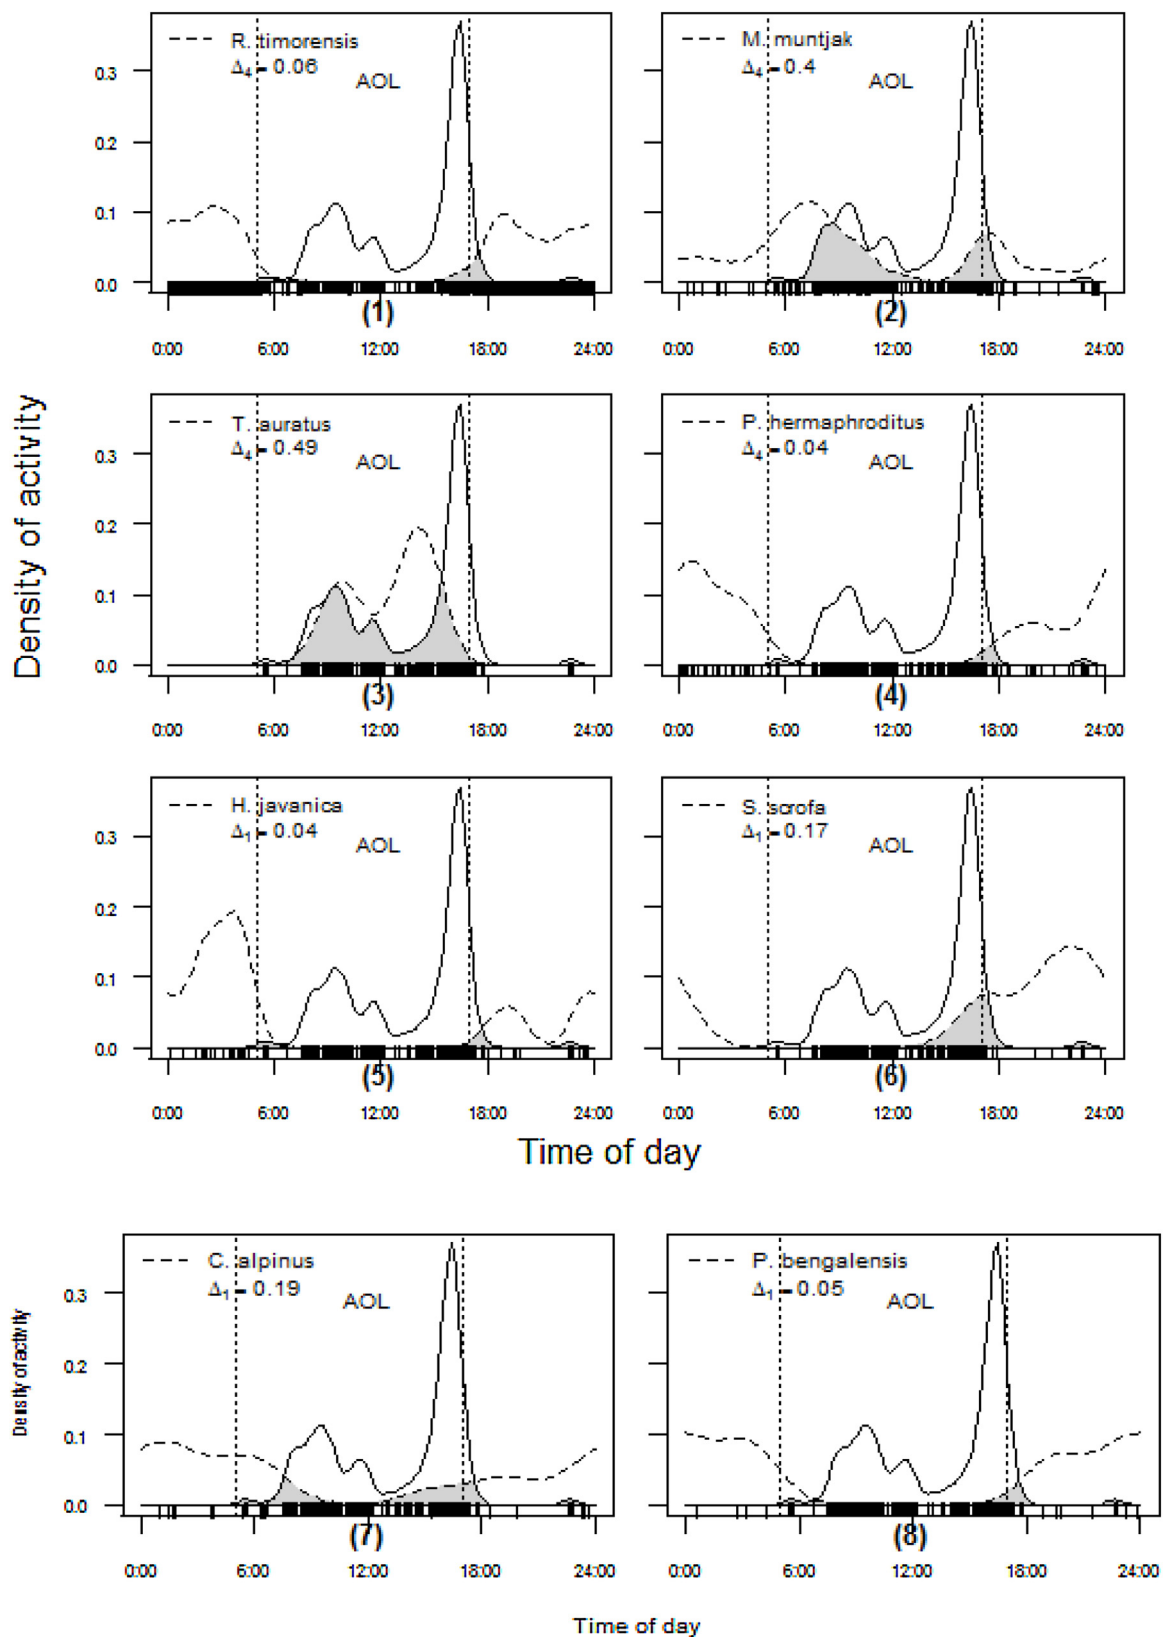 R. timorensis
Δ4 = 0.06
AOL
0.3
0.2
0.1
0.0
(1)
0:00 6:00 12:00 18:00 24:00
M. muntjak
Δ4 = 0.4
AOL
(2)
0:00 6:00 12:00 18:00 24:00
Density of activity
T. auratus
Δ4 = 0.49
AOL
0.3
0.2
0.1
0.0
(3)
0:00 6:00 12:00 18:00 24:00
P. hermaphroditus
Δ4 = 0.04
AOL
(4)
0:00 6:00 12:00 18:00 24:00
H. javanica
Δ1 = 0.04
AOL
0.3
0.2
0.1
0.0
(5)
0:00 6:00 12:00 18:00 24:00
S. scrofa
Δ1 = 0.17
AOL
(6)
0:00 6:00 12:00 18:00 24:00
Time of day
Density of activity
C. alpinus
Δ1 = 0.19
AOL
0.3
0.2
0.1
0.0
(7)
0:00 6:00 12:00 18:00 24:00
P. bengalensis
Δ1 = 0.05
AOL
(8)
0:00 6:00 12:00 18:00 24:00
Time of day